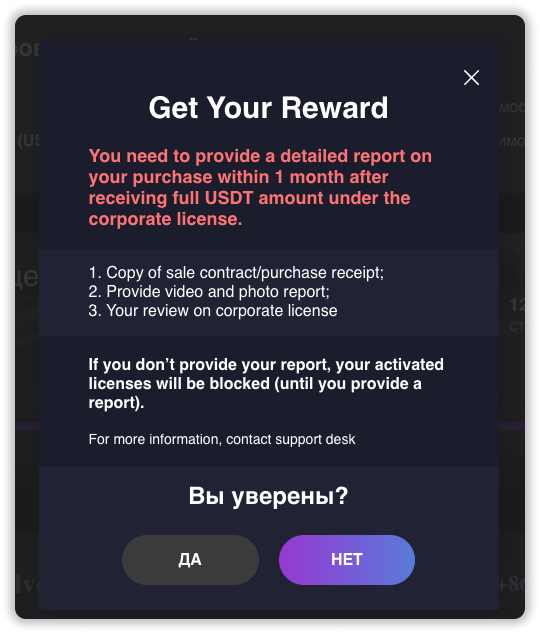 Get Your Reward
You need to provide a detailed report on
your purchase within 1 month after
receiving full USDT amount under the
corporate license.
1. Copy of sale contract/purchase receipt;
2. Provide video and photo report;
3. Your review on corporate license
If you don’t provide your report, your activated
licenses will be blocked (until you provide a
report).
For more information, contact support desk
Вы уверены?
ДА
НЕТ